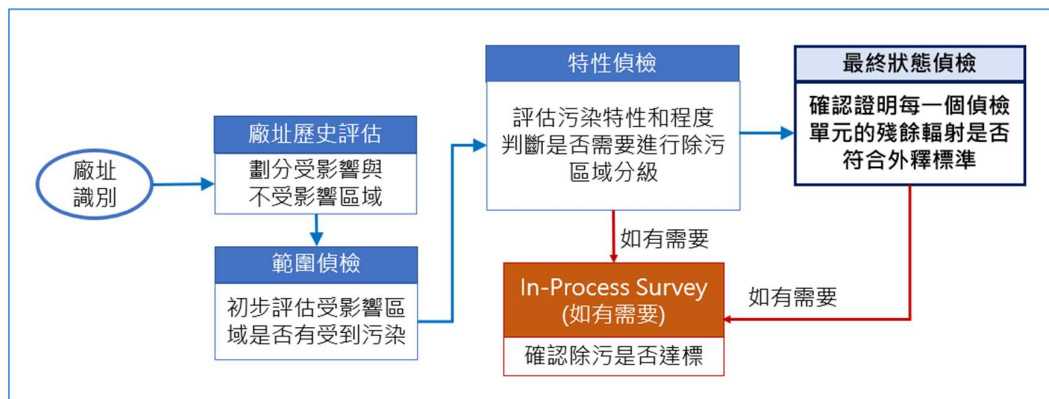 廠址
識別
廠址歷史評估
劃分受影響與
不受影響區域
範圍偵檢
初步評估受影響區
域是否有受到污染
特性偵檢
評估污染特性和程度
判斷是否需要進行除污
區域分級
最終狀態偵檢
確認證明每一個偵檢
單元的殘餘輻射是否
符合外釋標準
如有需要
如有需要
In-Process Survey
(如有需要)
確認除污是否達標